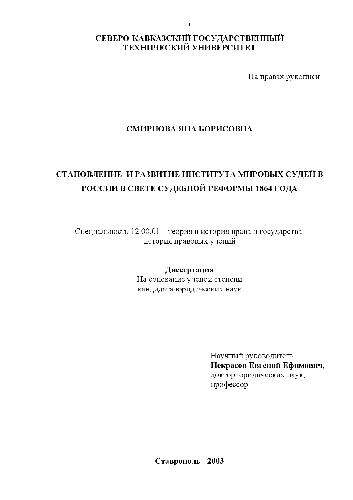 СЕВЕРО-КАВКАЗСКИЙ ГОСУДАРСТВЕННЫЙ
ТЕХНИЧЕСКИЙ УНИВЕРСИТЕТ
На правах рукописи
СМИРНОВА ЯНА БОРИСОВНА
СТАНОВЛЕНИЕ И РАЗВИТИЕ ИНСТИТУТА МИРОВЫХ СУДЕЙ В
РОССИИ В СВЕТЕ СУДЕБНОЙ РЕФОРМЫ 1864 ГОДА
Специальность 12.00.01 – теория и история права и государства,
история правовых учений
Диссертация
На соискание ученой степени
кандидата юридических наук
Научный руководитель
Некрасов Евгений Ефимович,
доктор юридических наук,
профессор
Ставрополь 2003